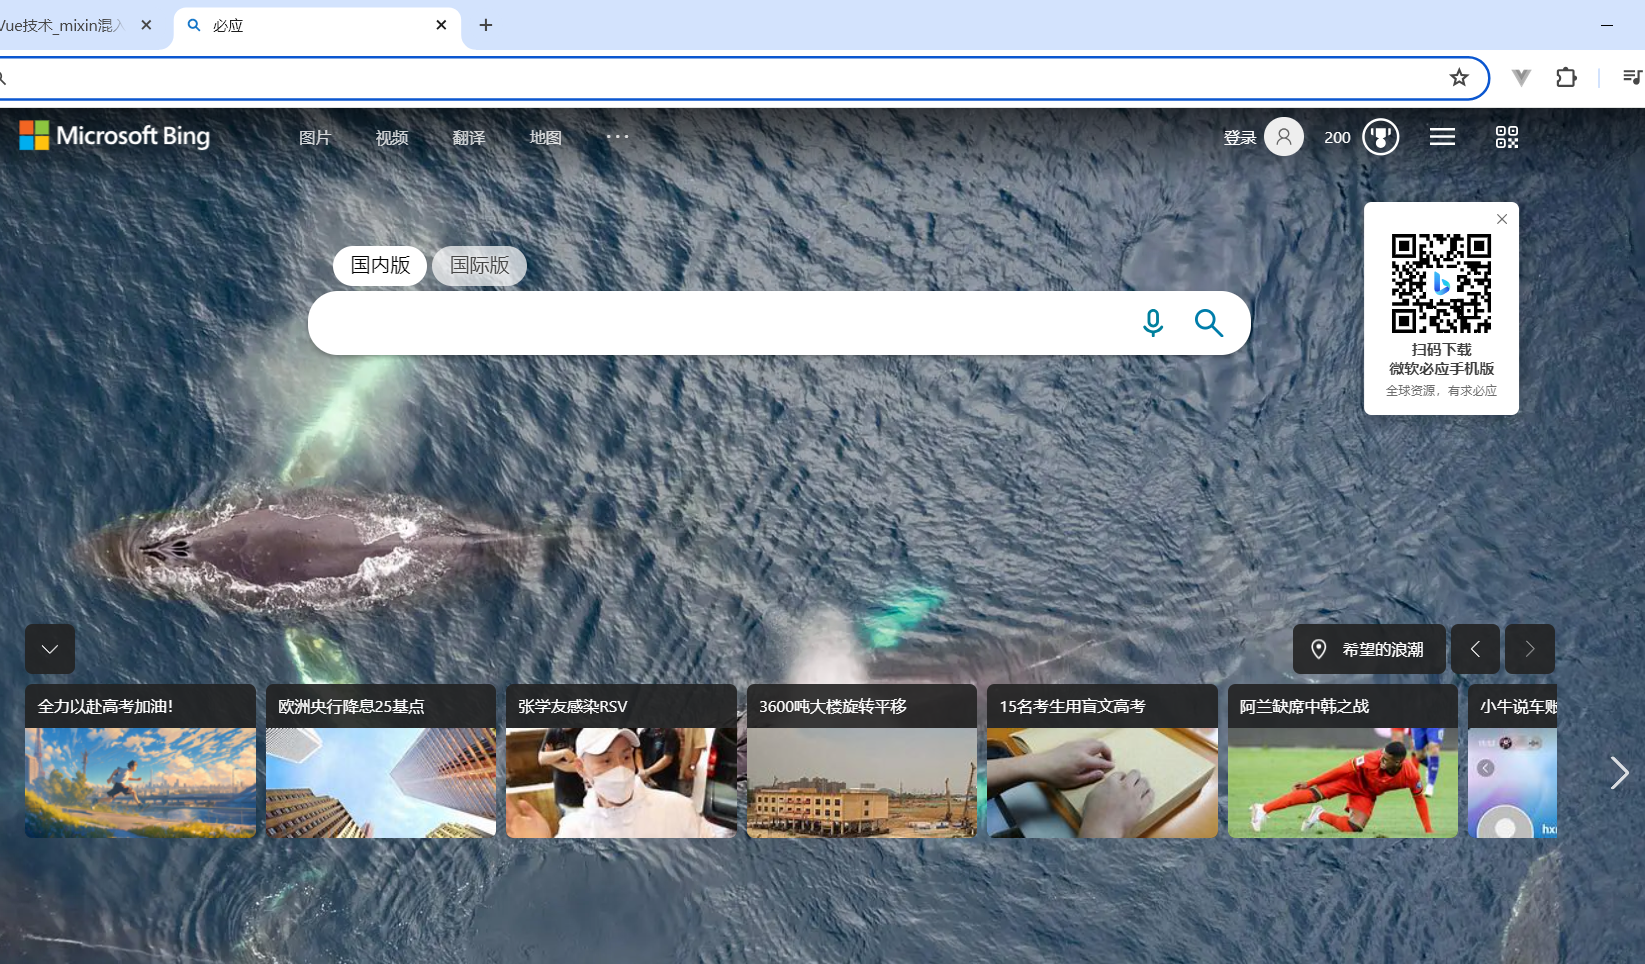 Vue技术_mixin混入
必应
Microsoft Bing
图片
视频
翻译
地图
登录
200
国内版
国际版
扫码下载
微软必应手机版
全球资源，有求必应
希望的浪潮
全力以赴高考加油！
欧洲央行降息25基点
张学友感染RSV
3600吨大楼旋转平移
15名考生用盲文高考
阿兰缺席中韩之战
小牛说车账